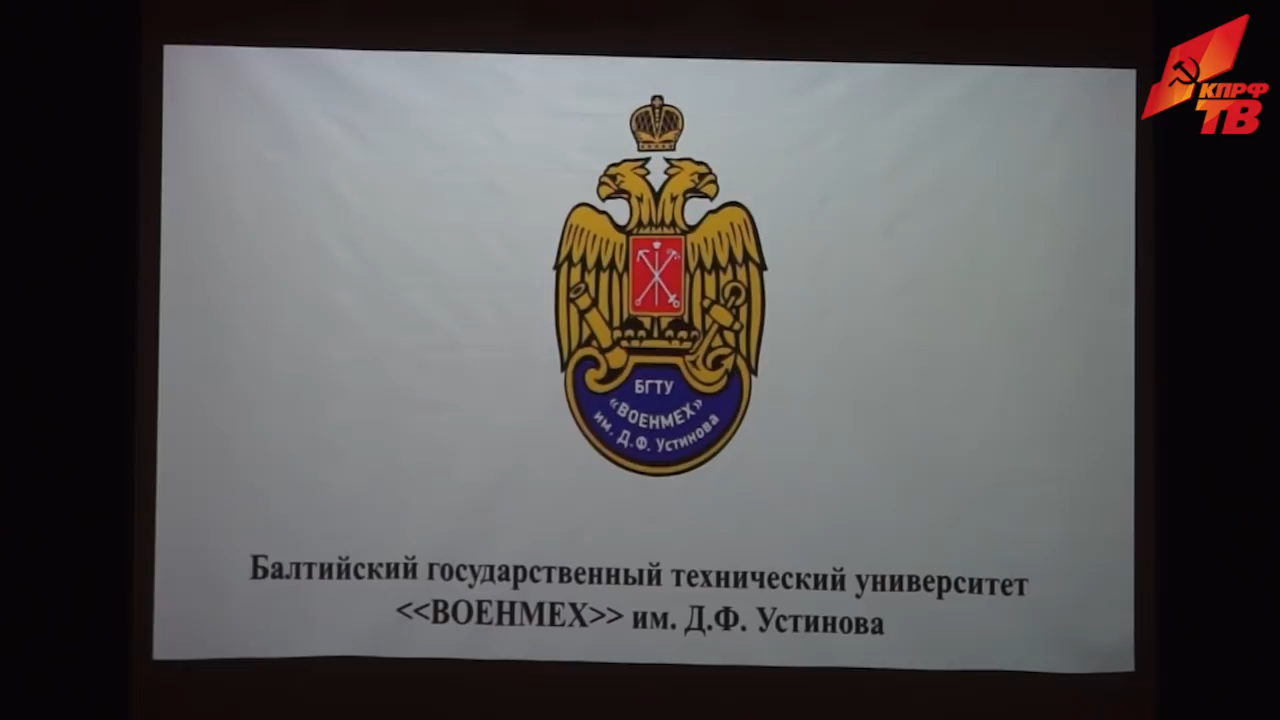 КПРФ
ТВ
БГТУ
«ВОЕНМЕХ»
им. Д.Ф. Устинова
Балтийский государственный технический университет
<<ВОЕНМЕХ>> им. Д.Ф. Устинова